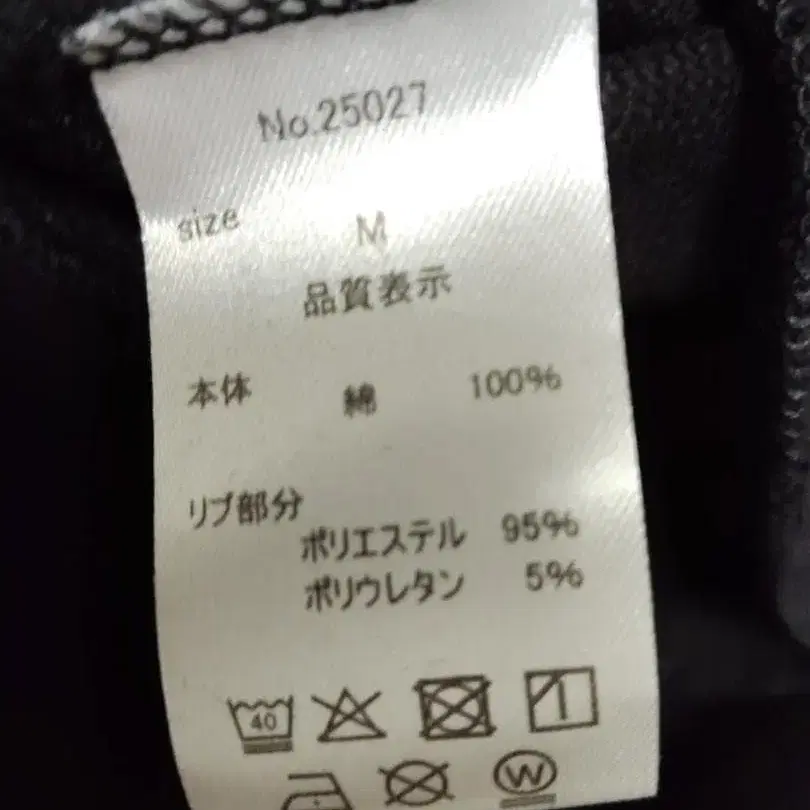 No.25027
size M
品質表示
本体 綿 100%
リブ部分
ポリエステル 95%
ポリウレタン 5%
40
W